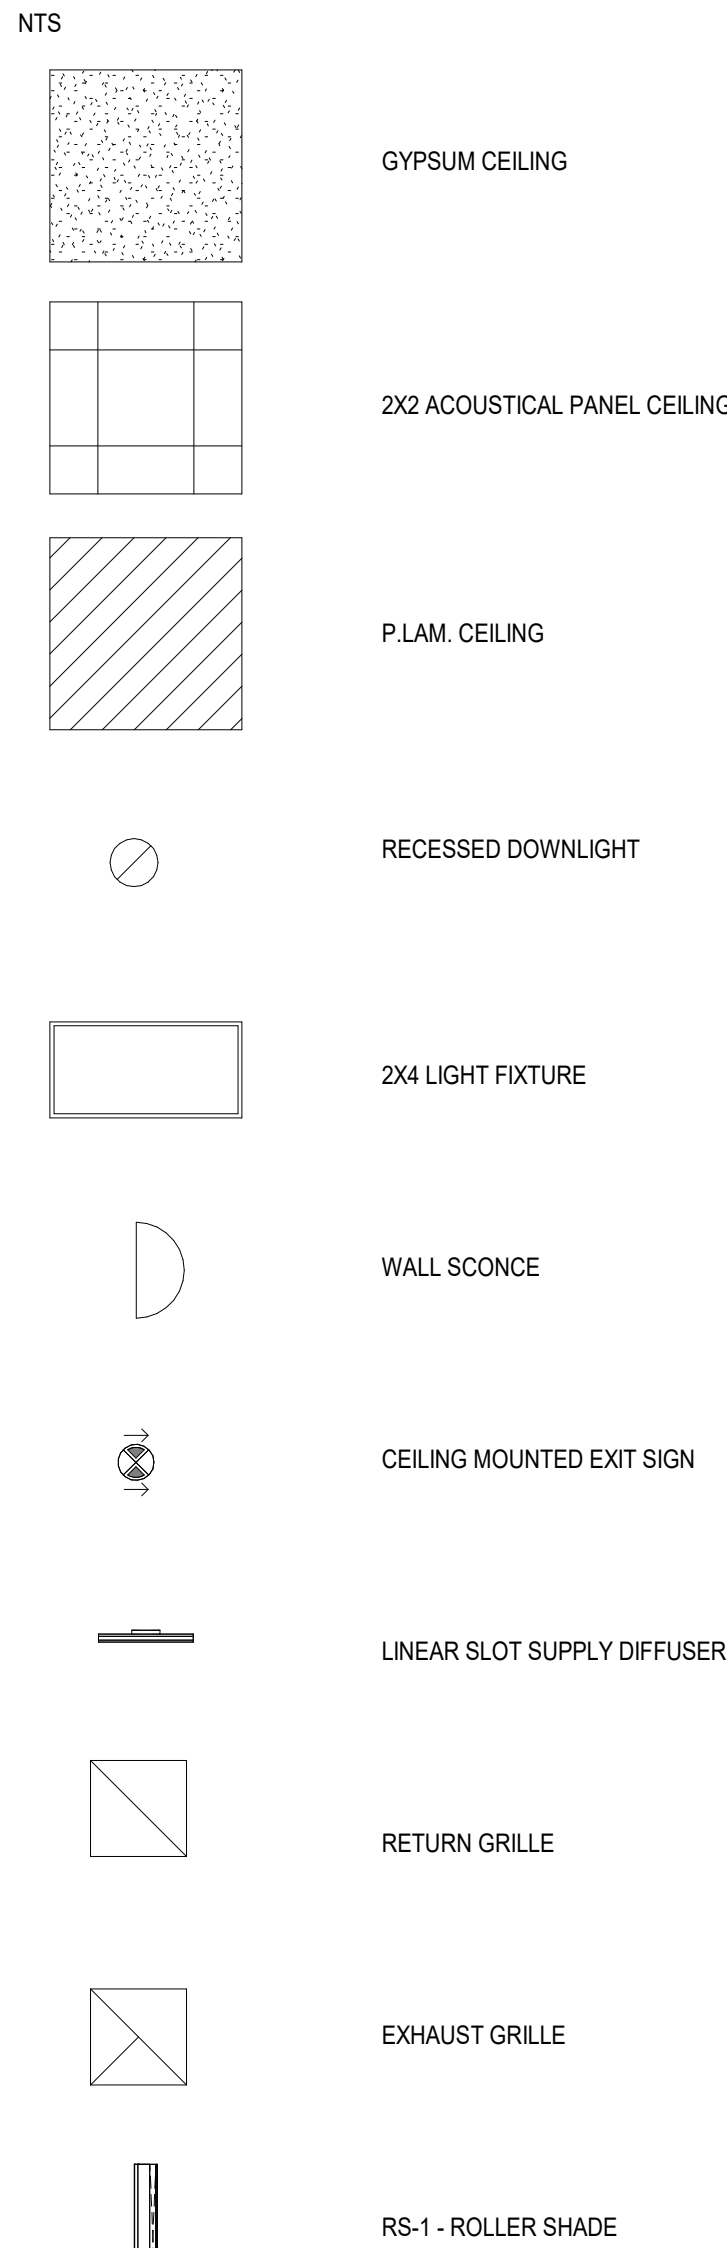 NTS
GYPSUM CEILING
2X2 ACOUSTICAL PANEL CEILING
P.LAM. CEILING
RECESSED DOWNLIGHT
2X4 LIGHT FIXTURE
WALL SCONCE
CEILING MOUNTED EXIT SIGN
LINEAR SLOT SUPPLY DIFFUSER
RETURN GRILLE
EXHAUST GRILLE
RS-1 - ROLLER SHADE